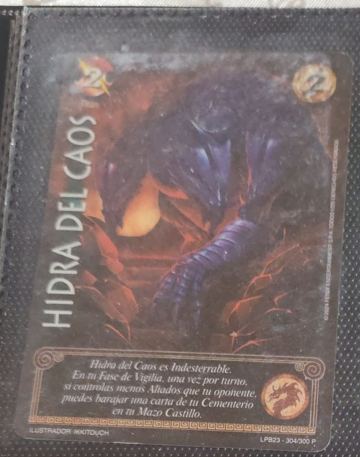 2
2
HIDRA DEL CAOS
Hidra del Caos es Indesterrable.
En tu Fase de Vigilia, una vez por turno,
si controlas menos Aliados que tu oponente,
puedes barajar una carta de tu Cementerio
en tu Mazo Castillo.
ILUSTRADOR: IKKITOUCH
LPB23 - 304/300 P